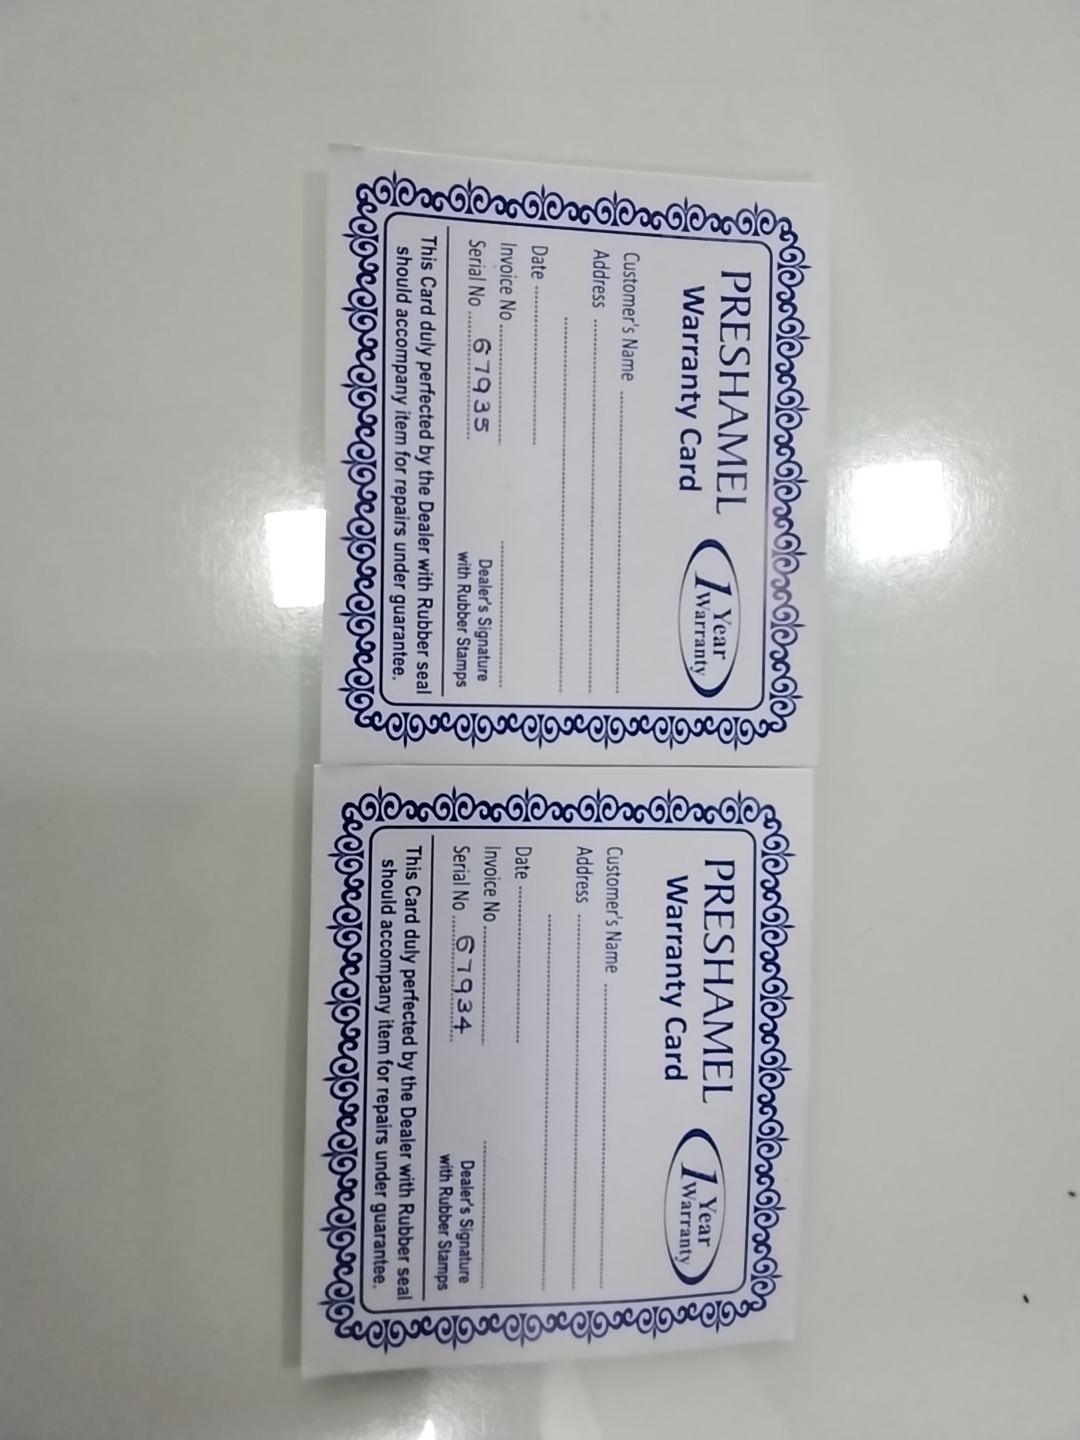 PRESHAMEL
Warranty Card
1 Year
Warranty
Customer's Name ........................................
Address ........................................
........................................
Date ....................
Invoice No ....................
Serial No ....67935....
Dealer's Signature
with Rubber Stamps
This Card duly perfected by the Dealer with Rubber seal
should accompany item for repairs under guarantee.
PRESHAMEL
Warranty Card
1 Year
Warranty
Customer's Name ........................................
Address ........................................
........................................
Date ....................
Invoice No ....................
Serial No ....67934....
Dealer's Signature
with Rubber Stamps
This Card duly perfected by the Dealer with Rubber seal
should accompany item for repairs under guarantee.